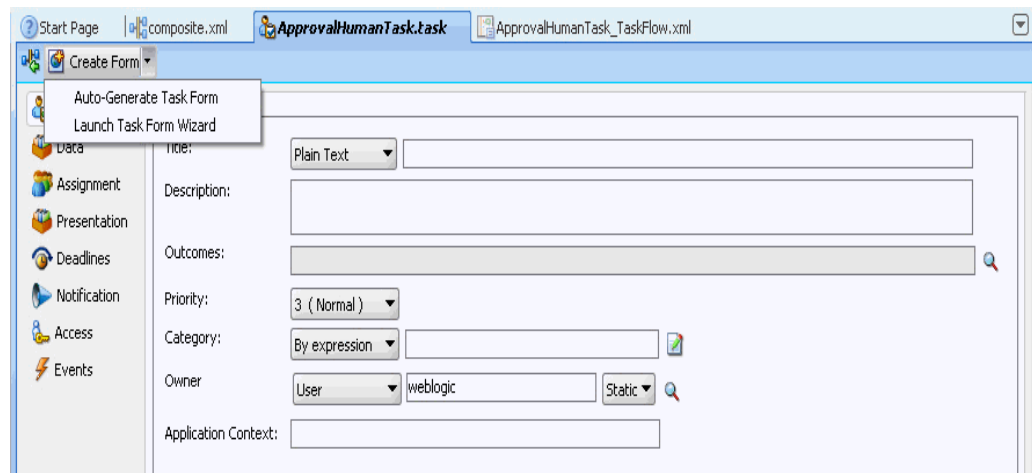 Start Page
composite.xml
ApprovalHumanTask.task
ApprovalHumanTask_TaskFlow.xml
Create Form
Auto-Generate Task Form
Launch Task Form Wizard
Data
Assignment
Presentation
Deadlines
Notification
Access
Events
Title:
Plain Text
Description:
Outcomes:
Priority:
3 ( Normal )
Category:
By expression
Owner
User
weblogic
Static
Application Context: